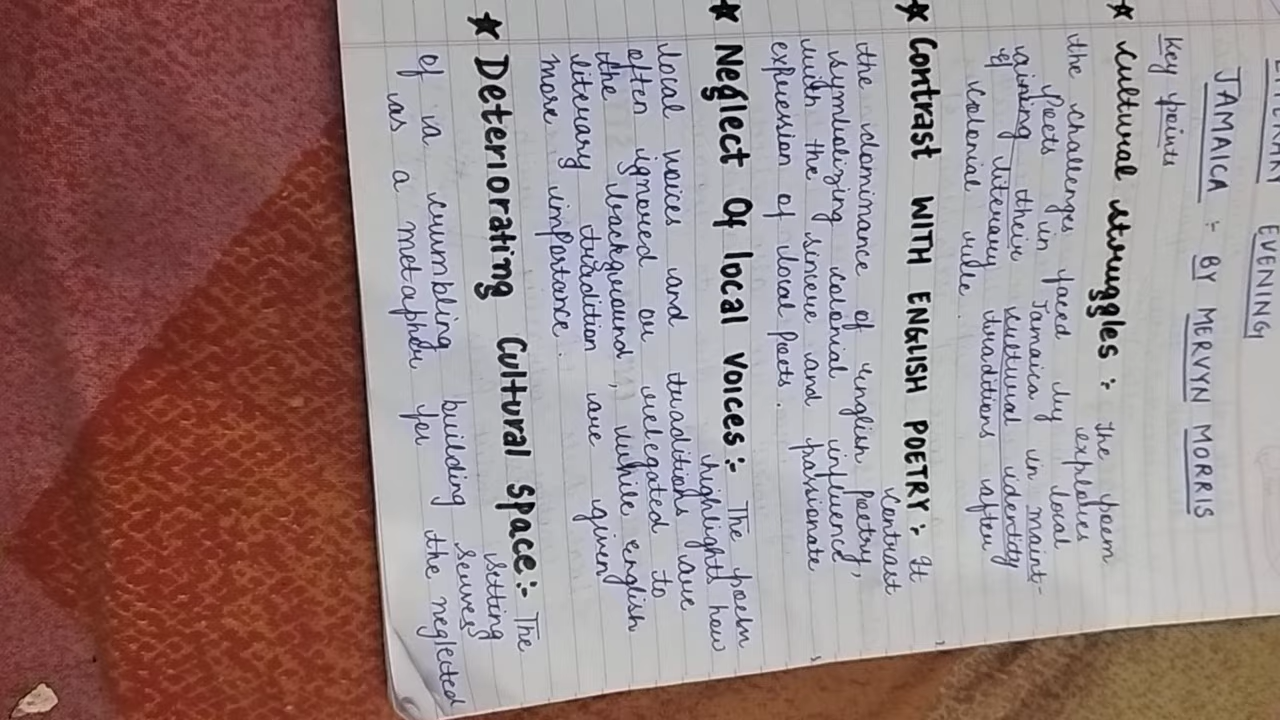 LITERARY EVENING
JAMAICA :- BY MERVYN MORRIS
Key points
★ Cultural struggles :- The poem
explores
the challenges faced by local
poets in Jamaica in maint-
aining their cultural identity
& literary traditions after
colonial rule.
★ Contrast WITH ENGLISH POETRY :- It
contrast
the dominance of english poetry,
symbolizing colonial influend
with the sincere and passionate
expression of local poets.
★ Neglect Of local Voices :- The poem
highlights how
local voices and traditions are
often ignored or relegated to
the background, while english
literary tradition are given
more importance.
★ Deteriorating Cultural Space :- The
setting
of a crumbling building serves
as a metaphor for the neglected